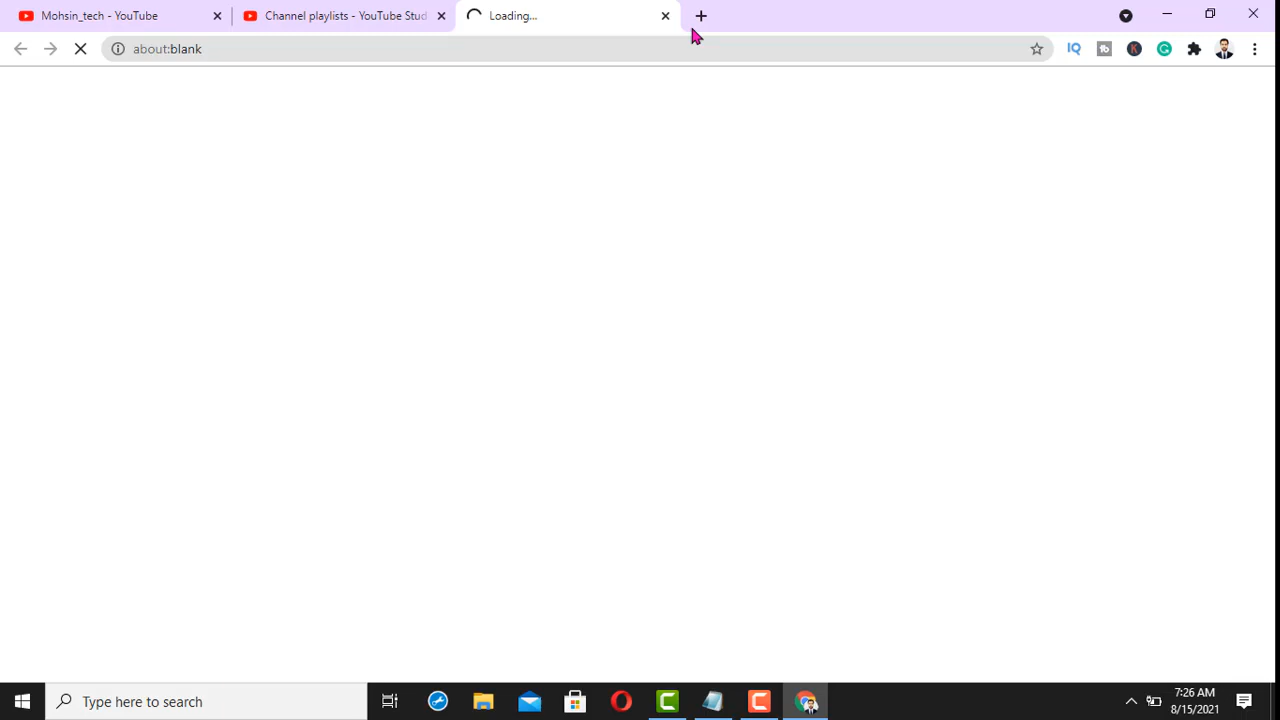 Mohsin_tech - YouTube
Channel playlists - YouTube Stud
Loading...
about:blank
IQ
K
Type here to search
7:26 AM
8/15/2021